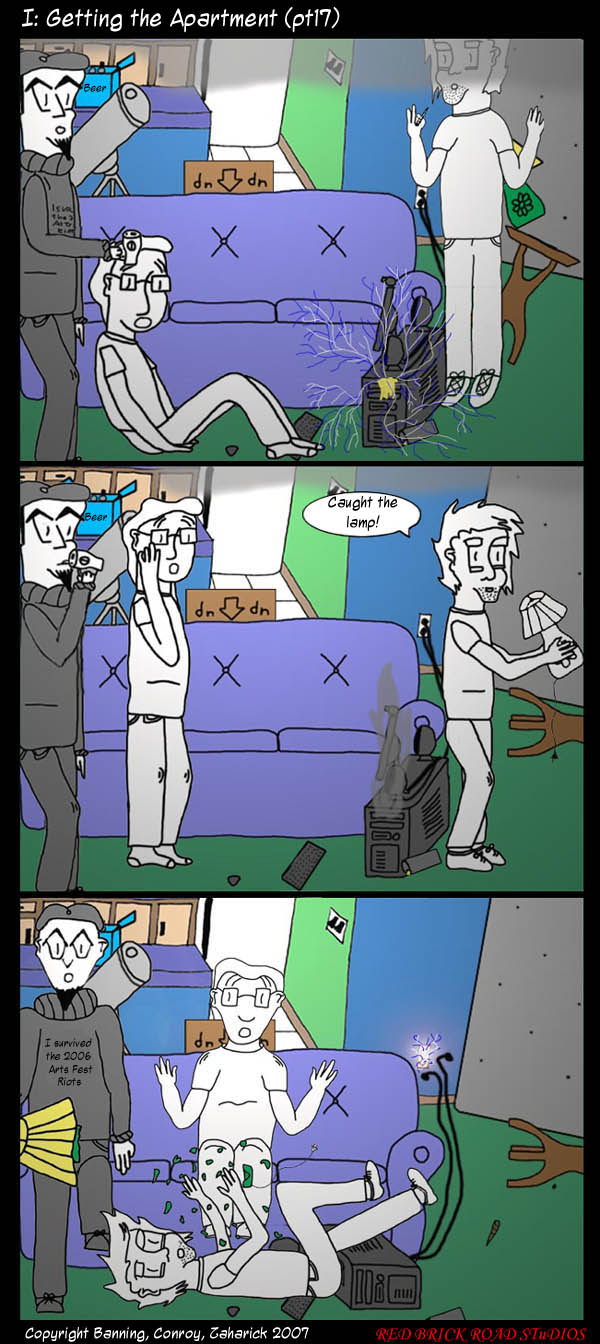 I: Getting the Apartment (pt17)
Beer
dn dn
Beer
Caught the
lamp!
dn dn
I survived
the 2006
Arts Fest
Riots
dn
Copyright Banning, Conroy, Zaharick 2007
RED BRICK ROAD STuDIOS